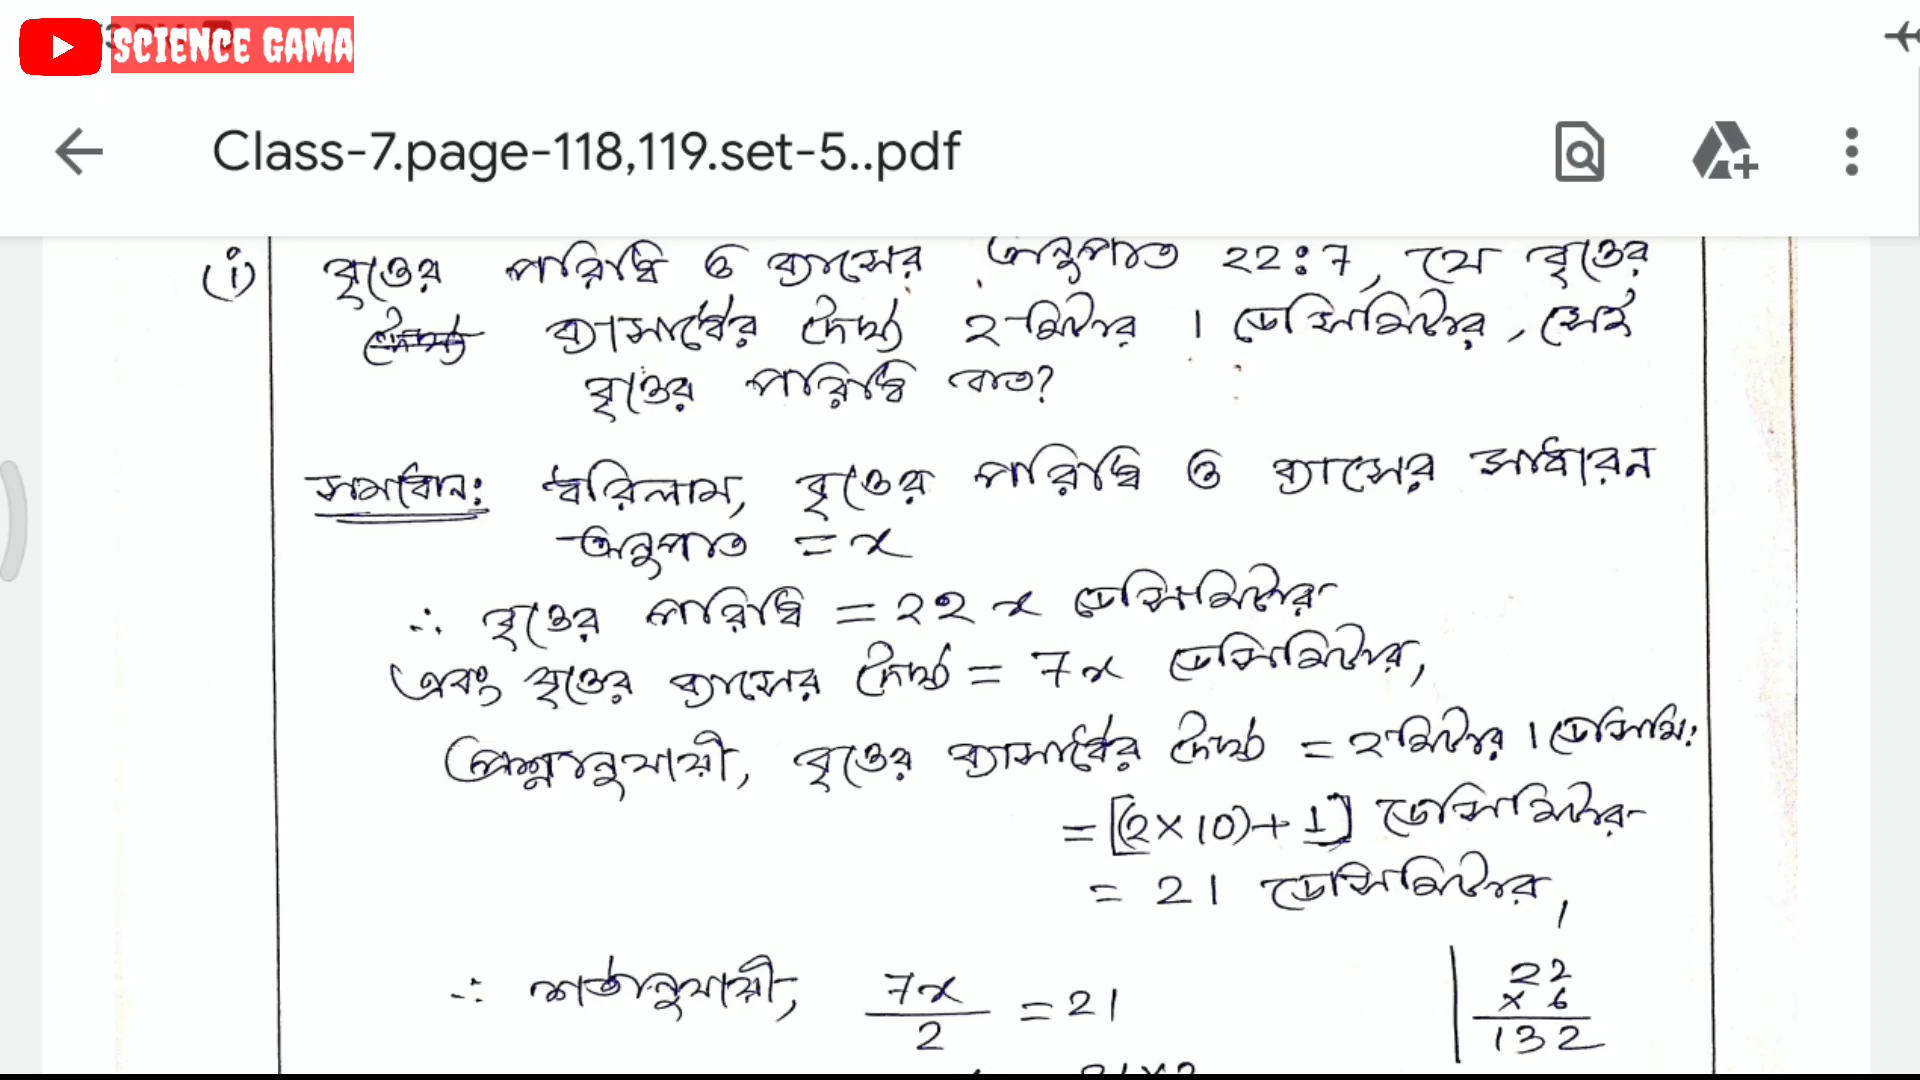 SCIENCE GAMA
Class-7.page-118,119.set-5..pdf
(i) বৃত্তের পরিধি ও ব্যাসের অনুপাত 22:7, যে বৃত্তের
ব্যাসার্ধের দৈর্ঘ্য 2 মিটার 1 ডেসিমিটার, সেই
বৃত্তের পরিধি কত?
সমাধান: ধরিলাম, বৃত্তের পরিধি ও ব্যাসের সাধারন
অনুপাত = x
∴ বৃত্তের পরিধি = 22x ডেসিমিটার
এবং বৃত্তের ব্যাসের দৈর্ঘ্য = 7x ডেসিমিটার,
প্রশ্নানুযায়ী, বৃত্তের ব্যাসার্ধের দৈর্ঘ্য = 2 মিটার 1 ডেসিমি:
= [(2×10)+1] ডেসিমিটার
= 21 ডেসিমিটার,
∴ শর্তানুযায়ী, 7x/2 = 21
22
× 6
132